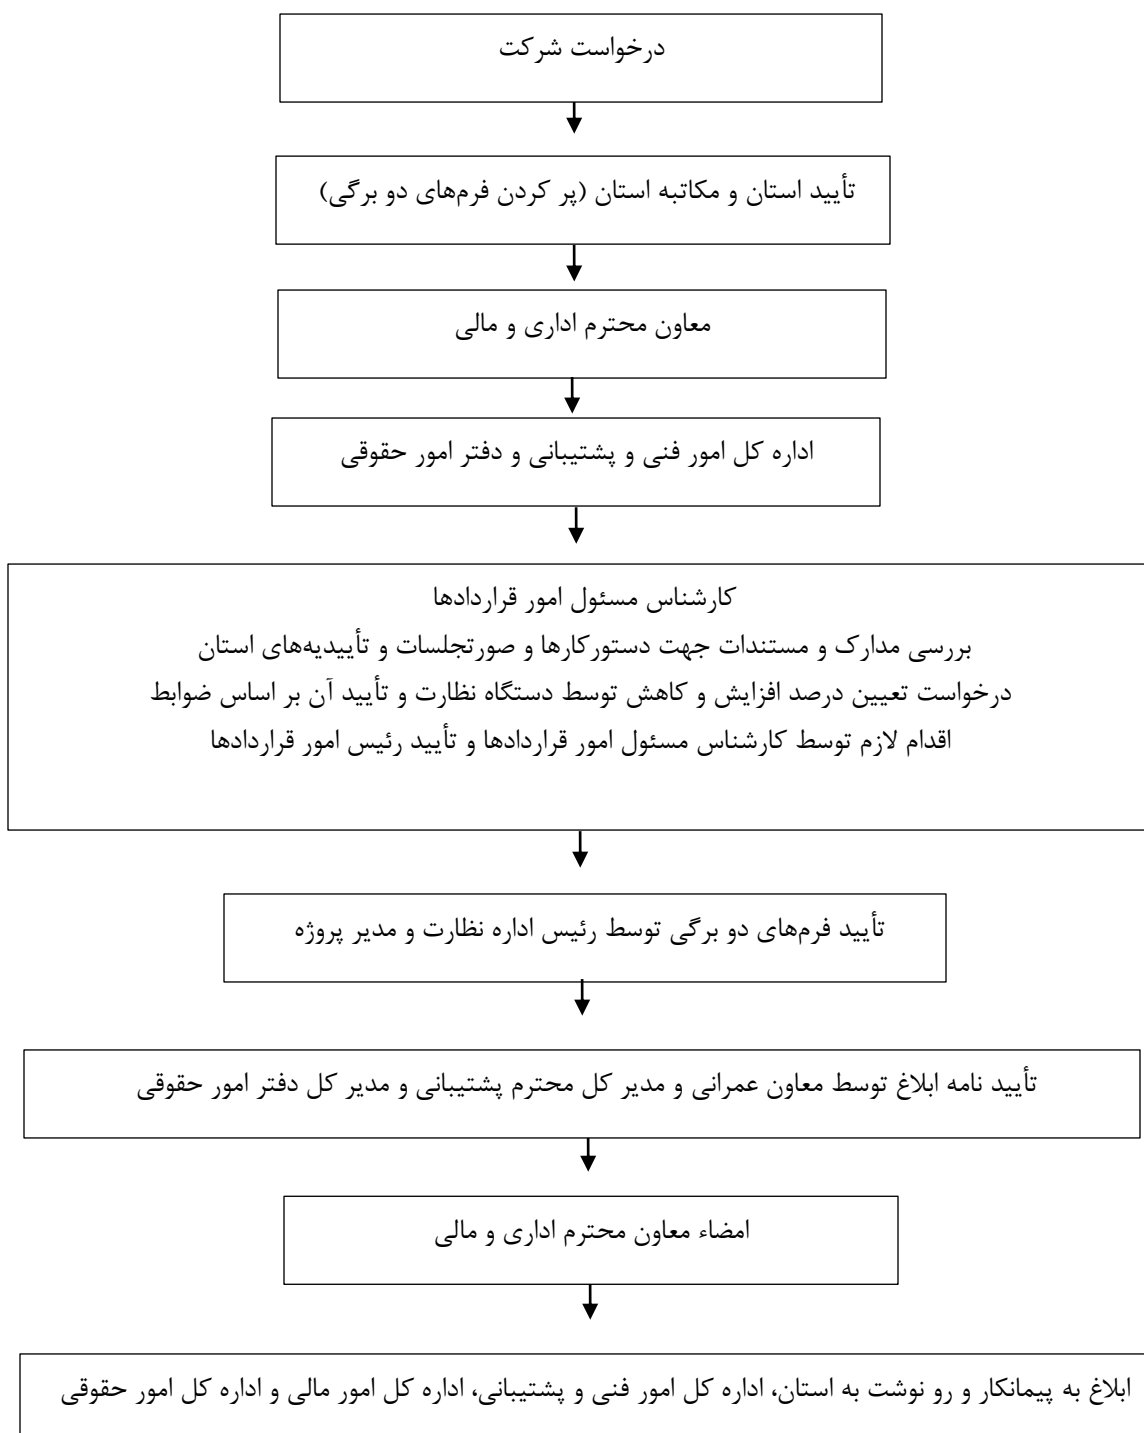 درخواست شرکت
تأیید استان و مکاتبه استان (پر کردن فرم‌های دو برگی)
معاون محترم اداری و مالی
اداره کل امور فنی و پشتیبانی و دفتر امور حقوقی
کارشناس مسئول امور قراردادها
بررسی مدارک و مستندات جهت دستورکارها و صورتجلسات و تأییدیه‌های استان
درخواست تعیین درصد افزایش و کاهش توسط دستگاه نظارت و تأیید آن بر اساس ضوابط
اقدام لازم توسط کارشناس مسئول امور قراردادها و تأیید رئیس امور قراردادها
تأیید فرم‌های دو برگی توسط رئیس اداره نظارت و مدیر پروژه
تأیید نامه ابلاغ توسط معاون عمرانی و مدیر کل محترم پشتیبانی و مدیر کل دفتر امور حقوقی
امضاء معاون محترم اداری و مالی
ابلاغ به پیمانکار و رو نوشت به استان، اداره کل امور فنی و پشتیبانی، اداره کل امور مالی و اداره کل امور حقوقی